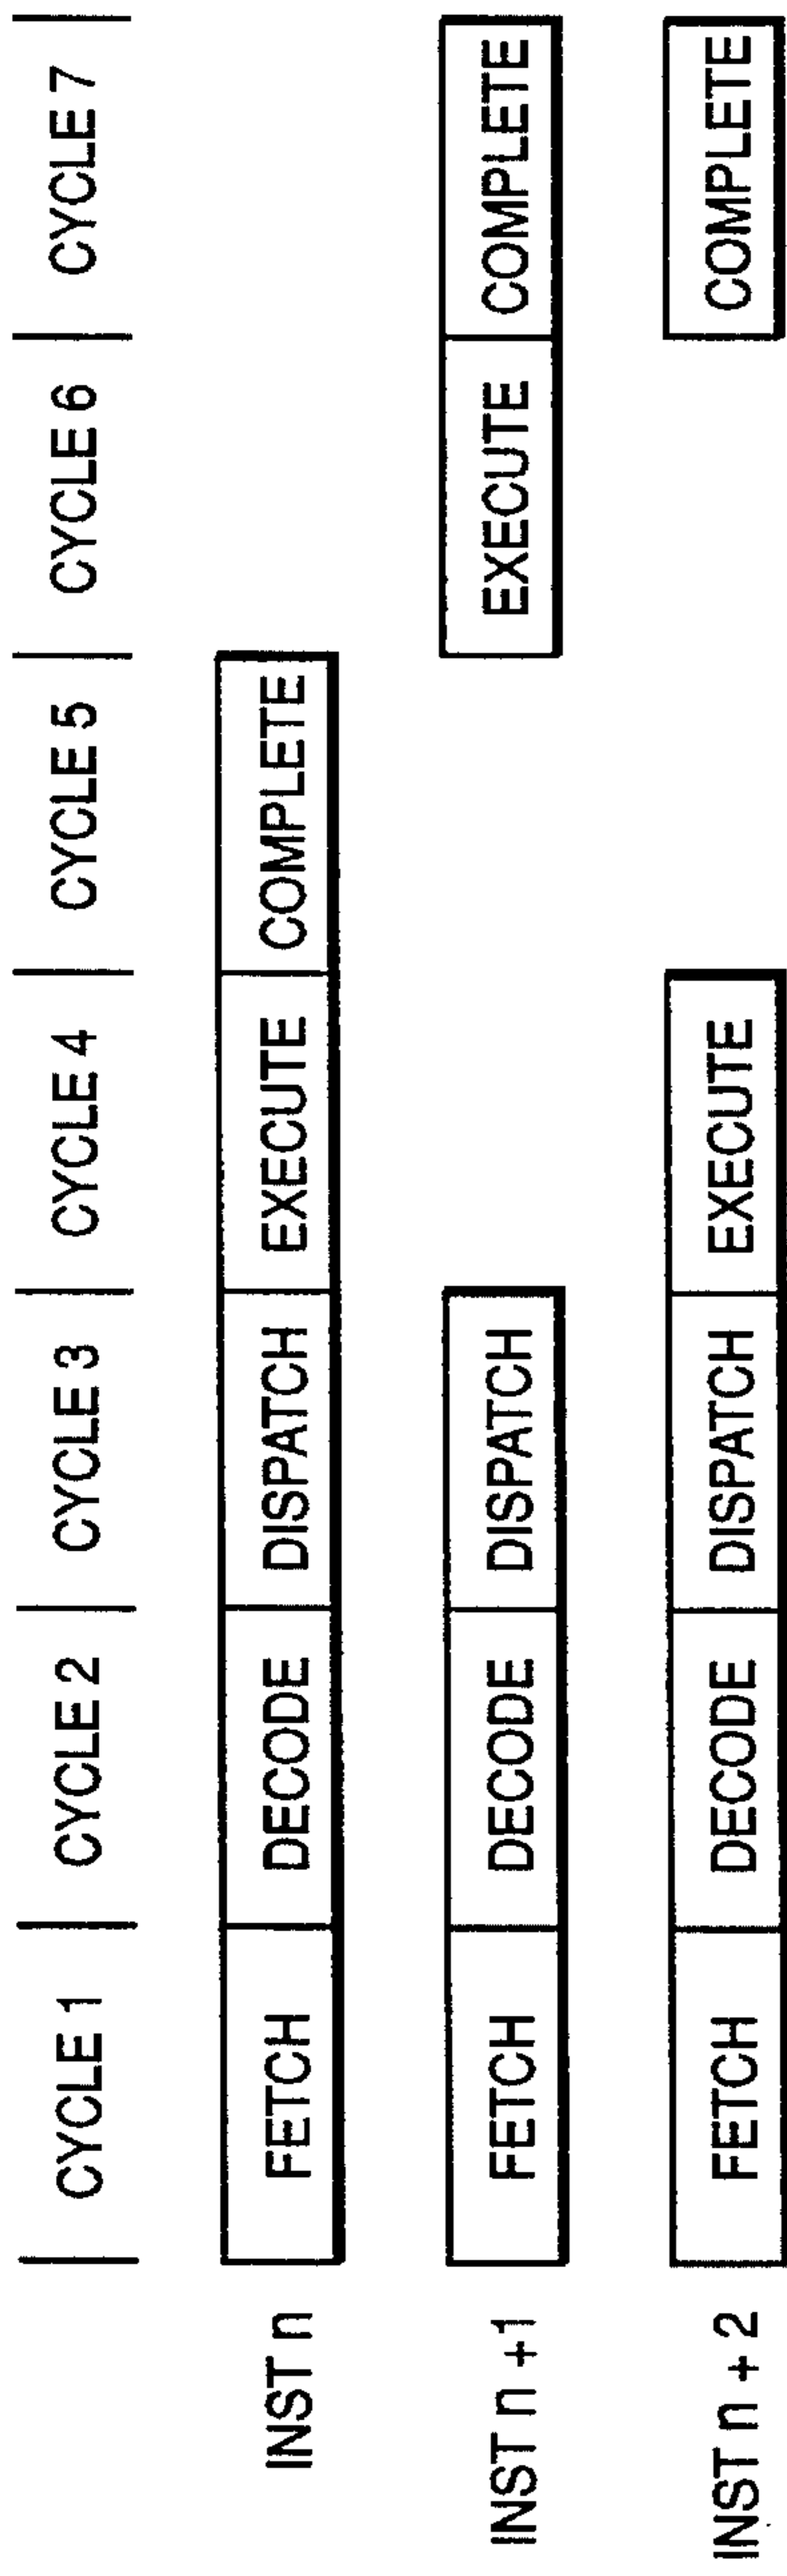 CYCLE 1 CYCLE 2 CYCLE 3 CYCLE 4 CYCLE 5 CYCLE 6 CYCLE 7
INST n FETCH DECODE DISPATCH EXECUTE COMPLETE
INST n +1 FETCH DECODE DISPATCH EXECUTE COMPLETE
INST n + 2 FETCH DECODE DISPATCH EXECUTE COMPLETE